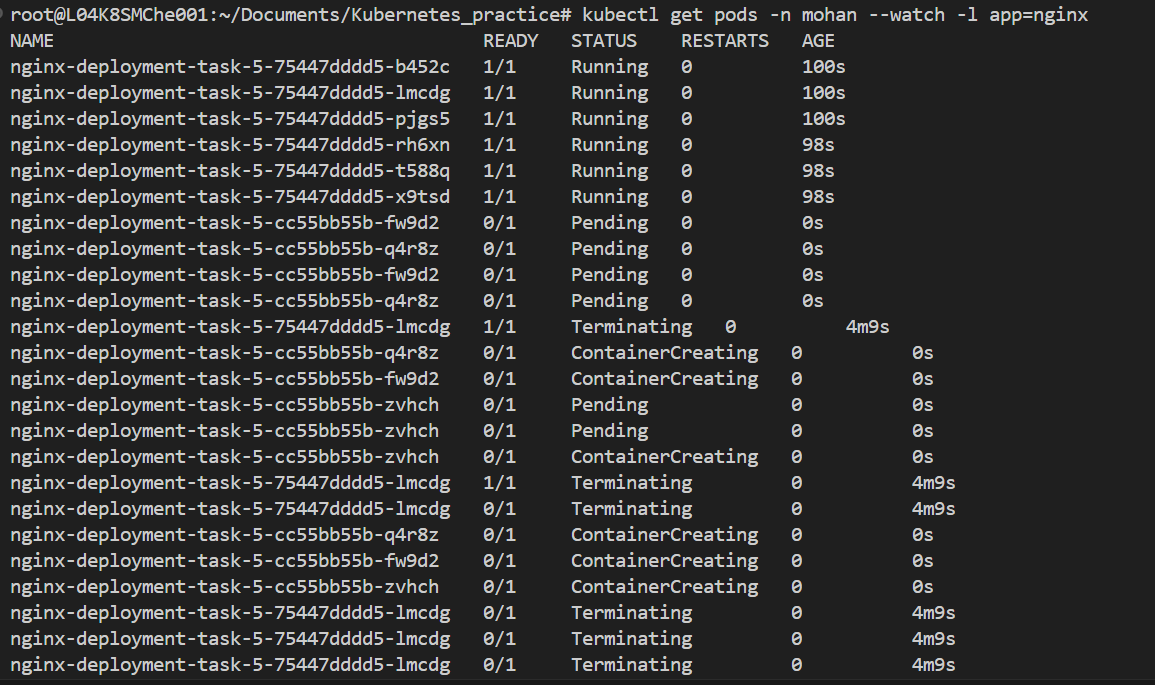 root@L04K8SMChe001:~/Documents/Kubernetes_practice# kubectl get pods -n mohan --watch -l app=nginx
NAME READY STATUS RESTARTS AGE
nginx-deployment-task-5-75447dddd5-b452c 1/1 Running 0 100s
nginx-deployment-task-5-75447dddd5-lmcdg 1/1 Running 0 100s
nginx-deployment-task-5-75447dddd5-pjgs5 1/1 Running 0 100s
nginx-deployment-task-5-75447dddd5-rh6xn 1/1 Running 0 98s
nginx-deployment-task-5-75447dddd5-t588q 1/1 Running 0 98s
nginx-deployment-task-5-75447dddd5-x9tsd 1/1 Running 0 98s
nginx-deployment-task-5-cc55bb55b-fw9d2 0/1 Pending 0 0s
nginx-deployment-task-5-cc55bb55b-q4r8z 0/1 Pending 0 0s
nginx-deployment-task-5-cc55bb55b-fw9d2 0/1 Pending 0 0s
nginx-deployment-task-5-cc55bb55b-q4r8z 0/1 Pending 0 0s
nginx-deployment-task-5-75447dddd5-lmcdg 1/1 Terminating 0 4m9s
nginx-deployment-task-5-cc55bb55b-q4r8z 0/1 ContainerCreating 0 0s
nginx-deployment-task-5-cc55bb55b-fw9d2 0/1 ContainerCreating 0 0s
nginx-deployment-task-5-cc55bb55b-zvhch 0/1 Pending 0 0s
nginx-deployment-task-5-cc55bb55b-zvhch 0/1 Pending 0 0s
nginx-deployment-task-5-cc55bb55b-zvhch 0/1 ContainerCreating 0 0s
nginx-deployment-task-5-75447dddd5-lmcdg 1/1 Terminating 0 4m9s
nginx-deployment-task-5-75447dddd5-lmcdg 0/1 Terminating 0 4m9s
nginx-deployment-task-5-cc55bb55b-q4r8z 0/1 ContainerCreating 0 0s
nginx-deployment-task-5-cc55bb55b-fw9d2 0/1 ContainerCreating 0 0s
nginx-deployment-task-5-cc55bb55b-zvhch 0/1 ContainerCreating 0 0s
nginx-deployment-task-5-75447dddd5-lmcdg 0/1 Terminating 0 4m9s
nginx-deployment-task-5-75447dddd5-lmcdg 0/1 Terminating 0 4m9s
nginx-deployment-task-5-75447dddd5-lmcdg 0/1 Terminating 0 4m9s